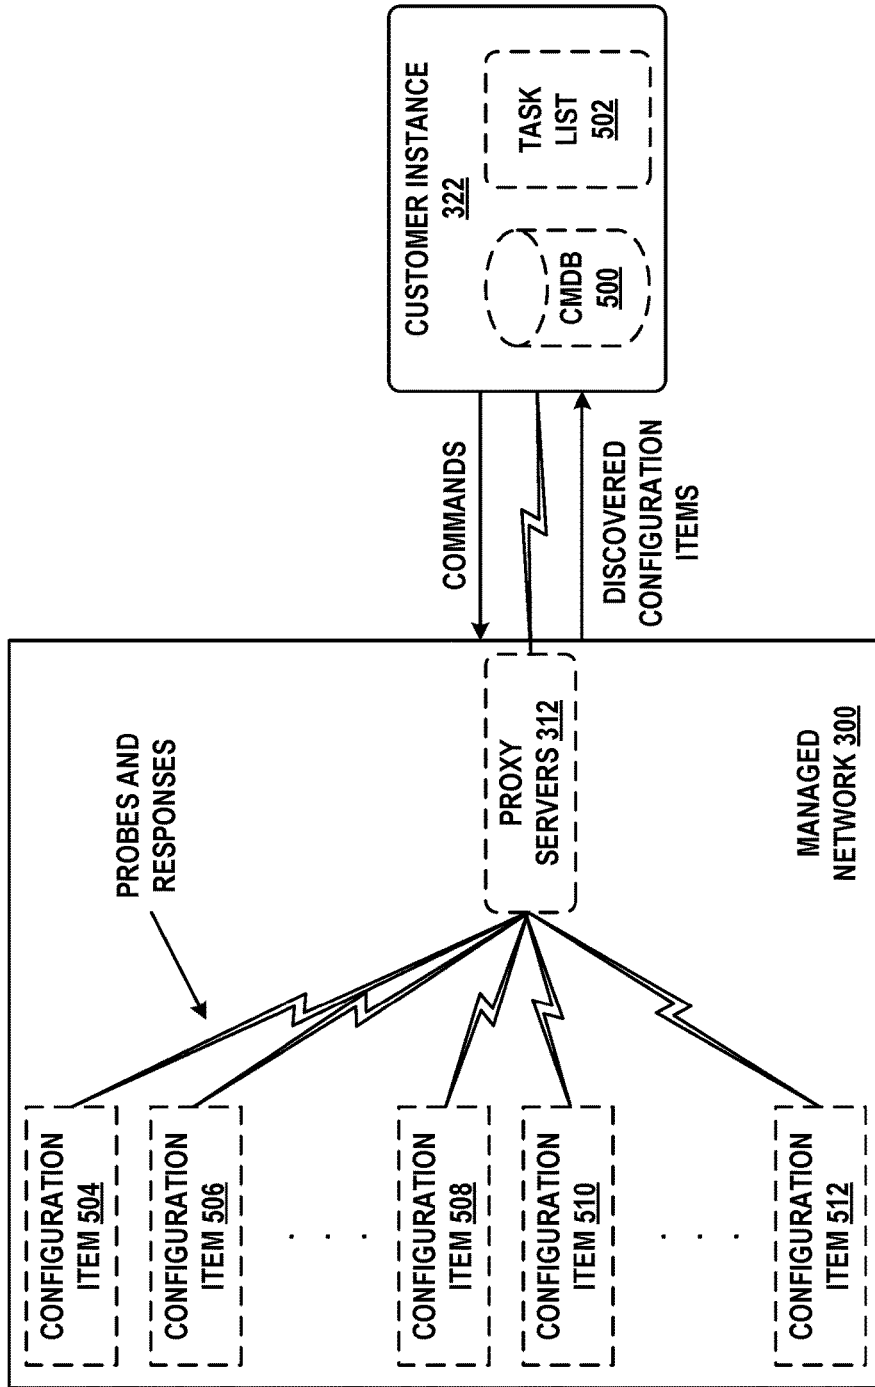 CUSTOMER INSTANCE
322
TASK
LIST
502
CMDB
500
COMMANDS
DISCOVERED
CONFIGURATION
ITEMS
PROBES AND
RESPONSES
PROXY
SERVERS 312
MANAGED
NETWORK 300
CONFIGURATION
ITEM 504
CONFIGURATION
ITEM 506
. . .
CONFIGURATION
ITEM 508
CONFIGURATION
ITEM 510
. . .
CONFIGURATION
ITEM 512